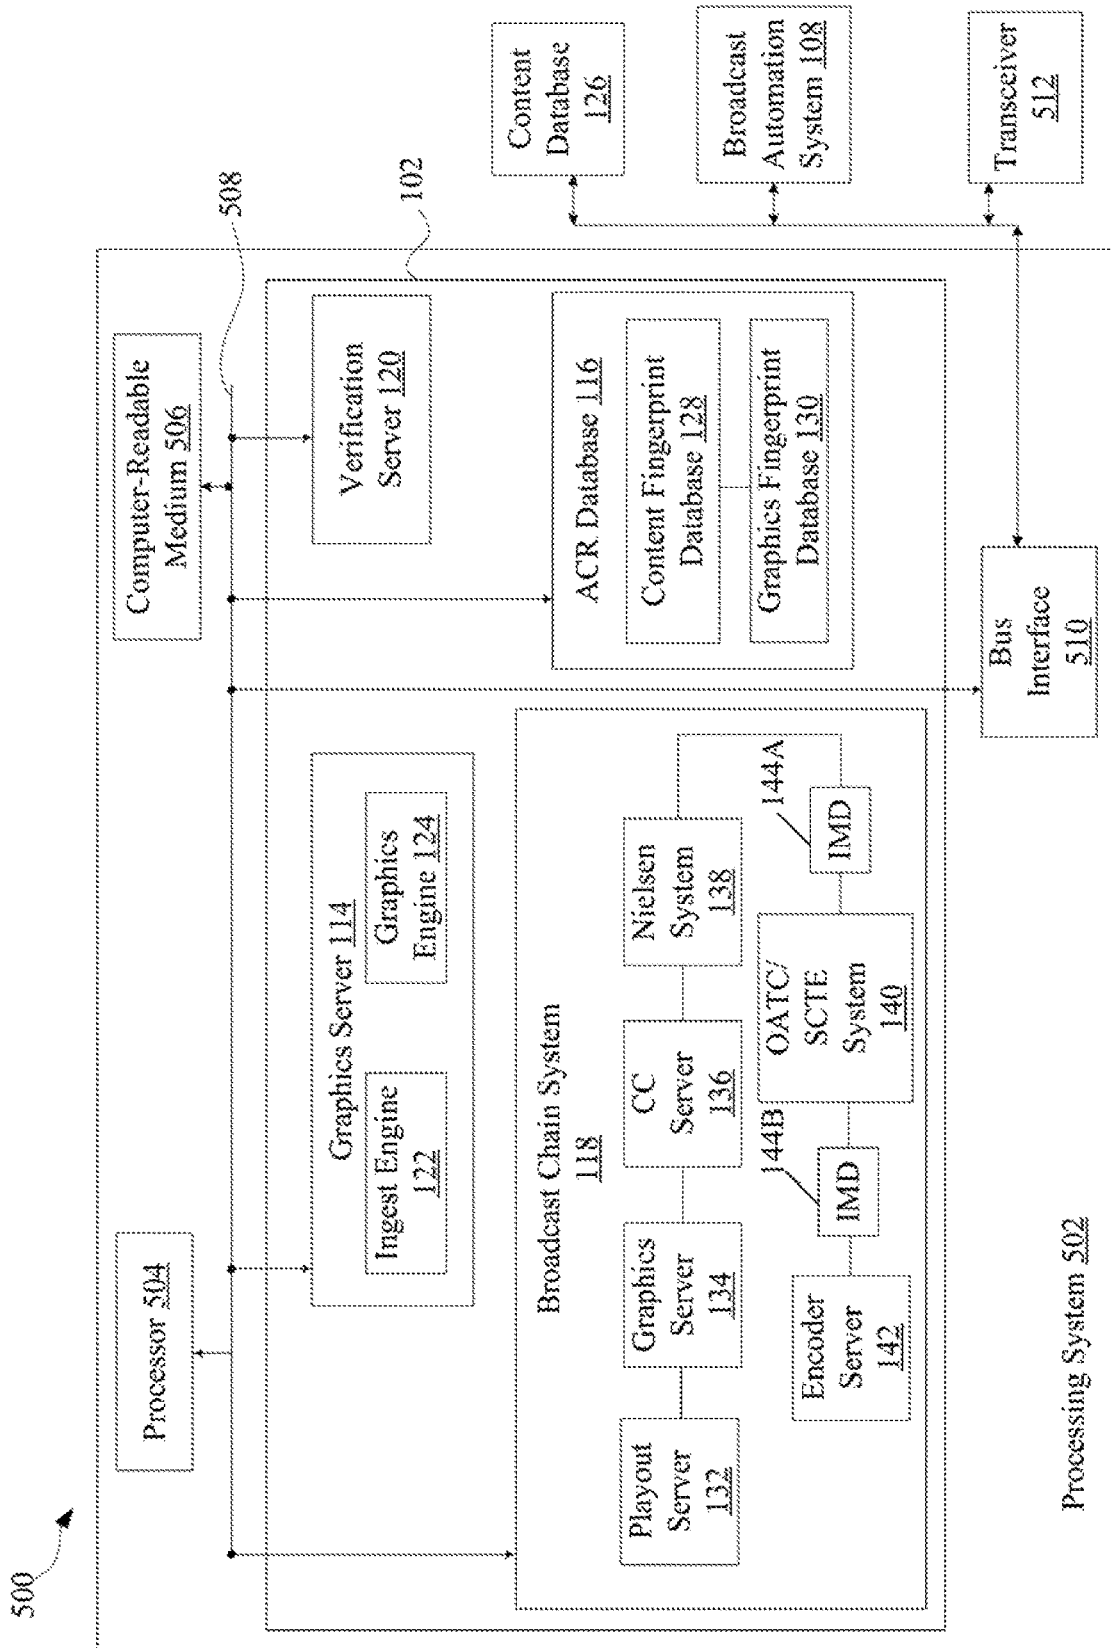 500
Processor 504
Computer-Readable
Medium 506
508
102
Graphics Server 114
Ingest Engine
122
Graphics
Engine 124
Verification
Server 120
Broadcast Chain System
118
Playout
Server
132
Graphics
Server
134
CC
Server
136
Nielsen
System
138
Encoder
Server
142
IMD
144B
OATC/
SCTE
System
140
IMD
144A
ACR Database 116
Content Fingerprint
Database 128
Graphics Fingerprint
Database 130
Content
Database
126
Broadcast
Automation
System 108
Transceiver
512
Bus
Interface
510
Processing System 502